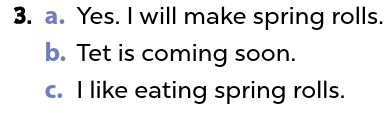 3. a. Yes. I will make spring rolls.
b. Tet is coming soon.
c. I like eating spring rolls.